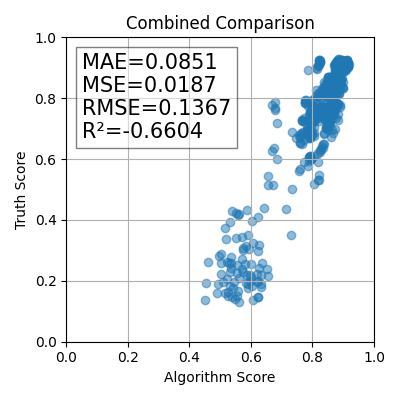 Combined Comparison
MAE=0.0851
MSE=0.0187
RMSE=0.1367
R²=-0.6604
Truth Score
1.0
0.8
0.6
0.4
0.2
0.0
0.0 0.2 0.4 0.6 0.8 1.0
Algorithm Score